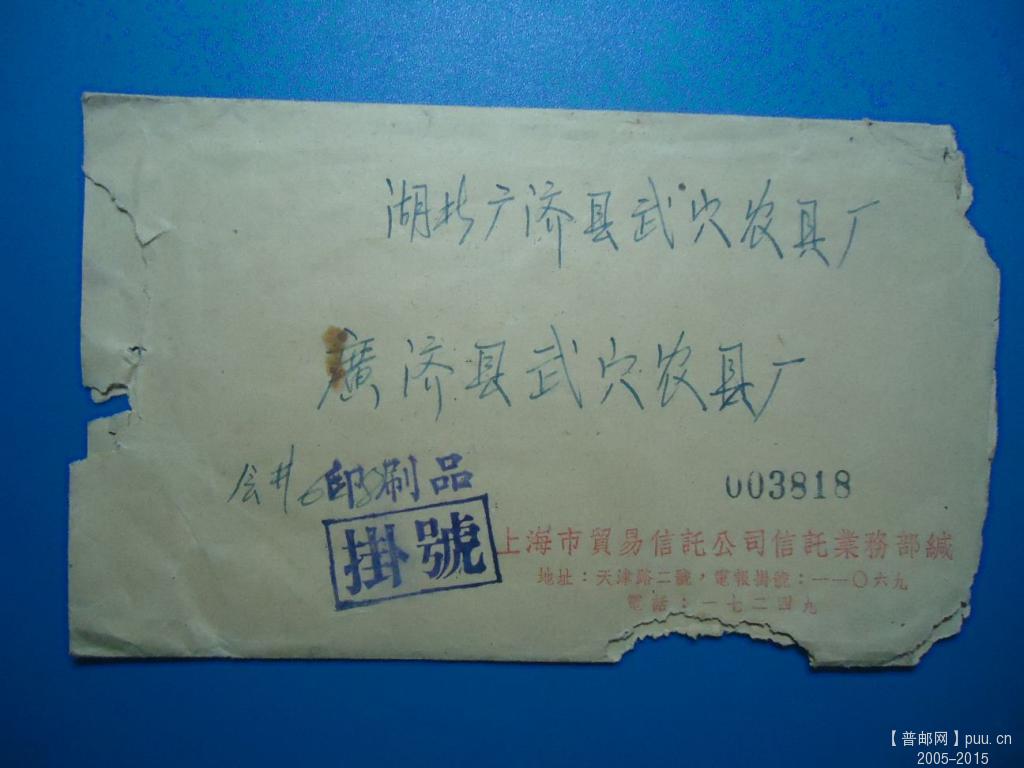 湖北广济县武穴农具厂
廣济县武穴农具厂
印刷品
掛號
003818
上海市貿易信託公司信託業務部緘
地址：天津路二號，電報掛號：一一〇六九
電話：一七二四九
【普邮网】puu.cn
2005-2015